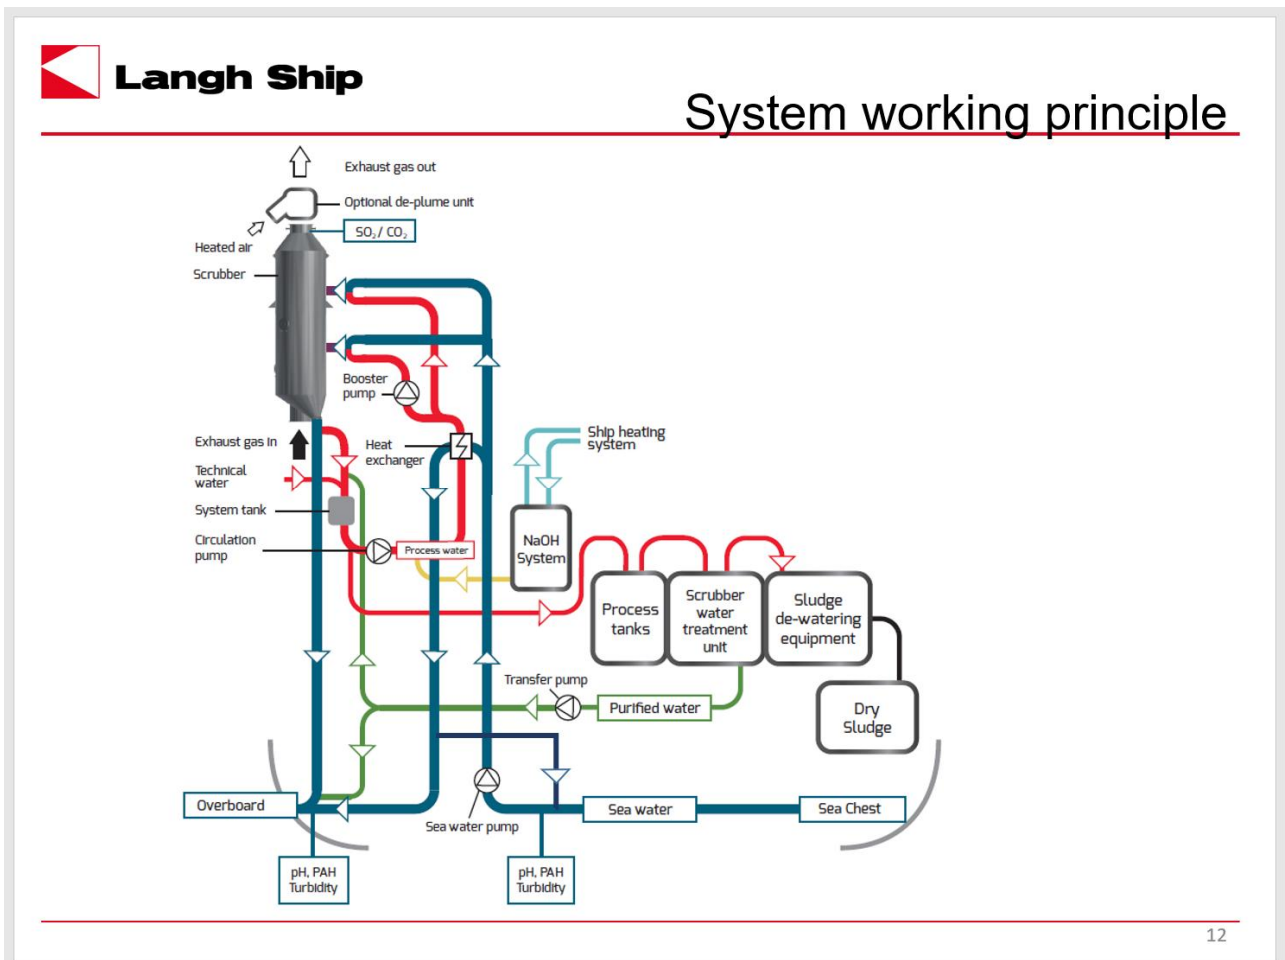 Langh Ship
System working principle
Exhaust gas out
Optional de-plume unit
SO₂ / CO₂
Heated air
Scrubber
Booster
pump
Exhaust gas in
Heat
exchanger
Ship heating
system
Technical
water
System tank
Circulation
pump
Process water
NaOH
System
Process
tanks
Scrubber
water
treatment
unit
Sludge
de-watering
equipment
Transfer pump
Purified water
Dry
Sludge
Overboard
Sea water pump
Sea water
Sea Chest
pH, PAH
Turbidity
pH, PAH
Turbidity
12